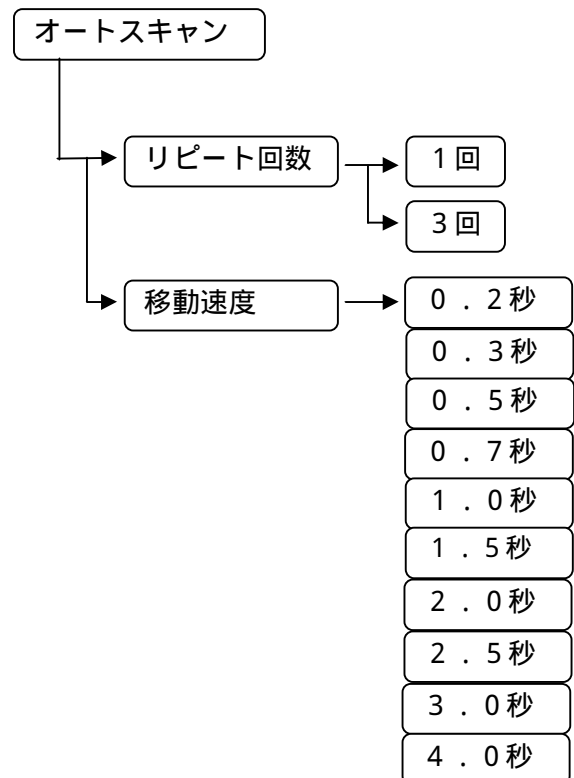 オートスキャン
リピート回数
1回
3回
移動速度
0．2秒
0．3秒
0．5秒
0．7秒
1．0秒
1．5秒
2．0秒
2．5秒
3．0秒
4．0秒